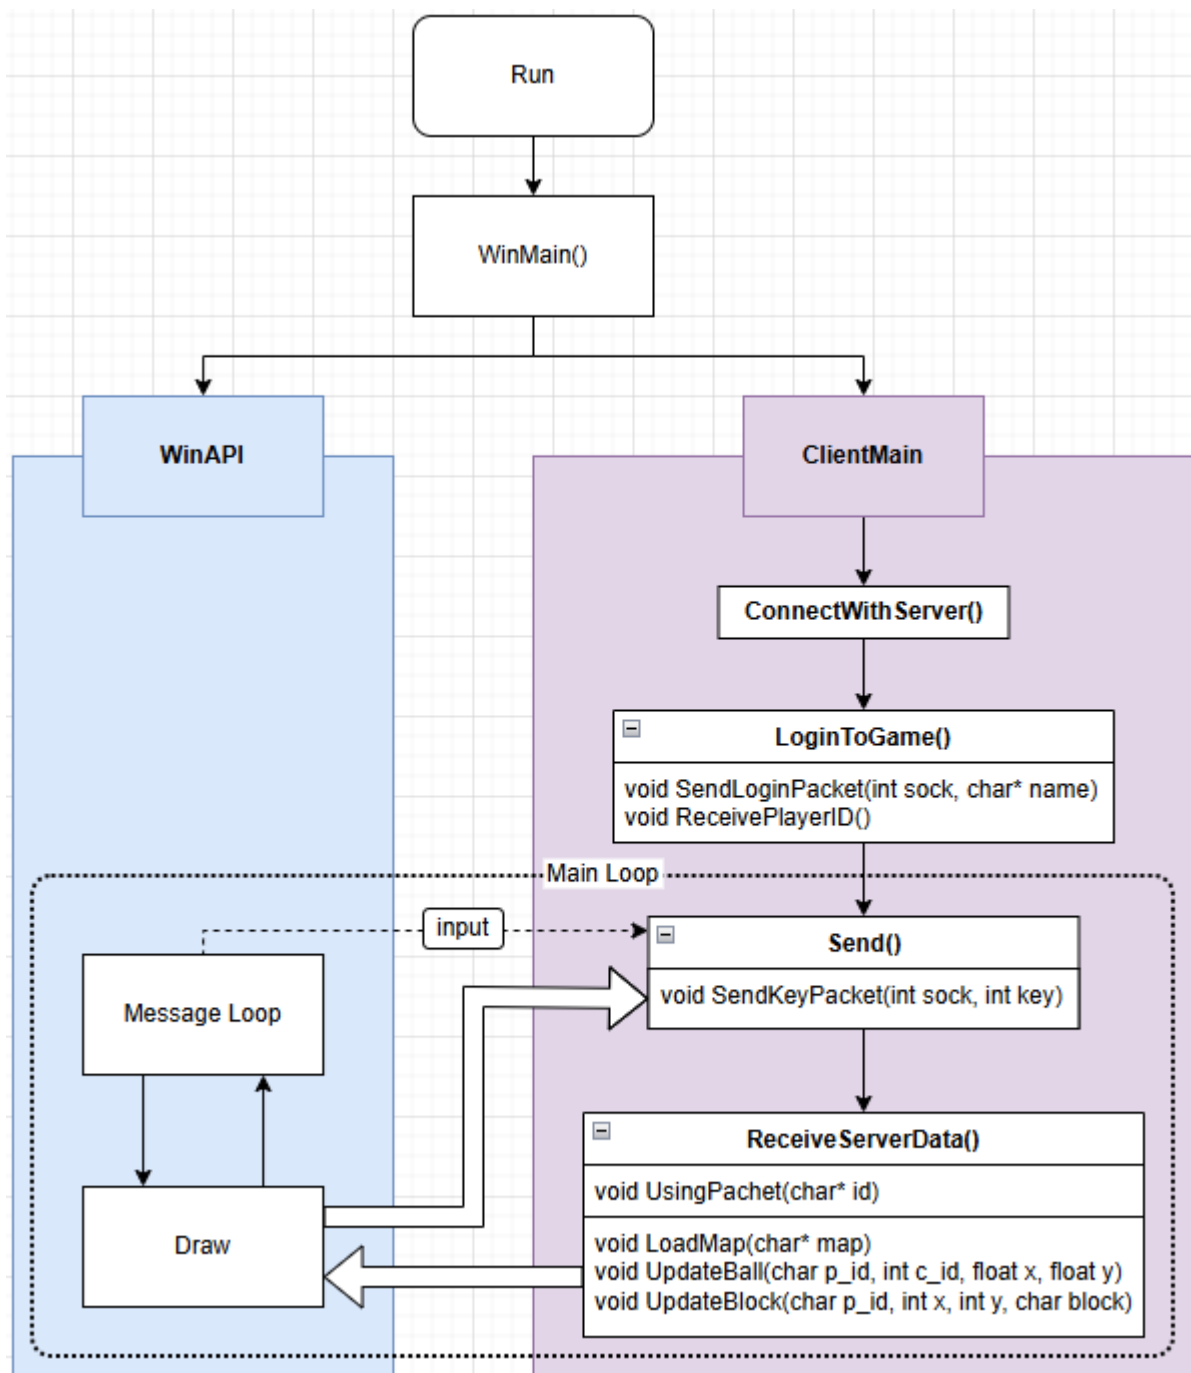 Run
WinMain()
WinAPI
ClientMain
ConnectWithServer()
LoginToGame()
void SendLoginPacket(int sock, char* name)
void ReceivePlayerID()
Main Loop
input
Send()
void SendKeyPacket(int sock, int key)
Message Loop
ReceiveServerData()
void UsingPachet(char* id)
Draw
void LoadMap(char* map)
void UpdateBall(char p_id, int c_id, float x, float y)
void UpdateBlock(char p_id, int x, int y, char block)